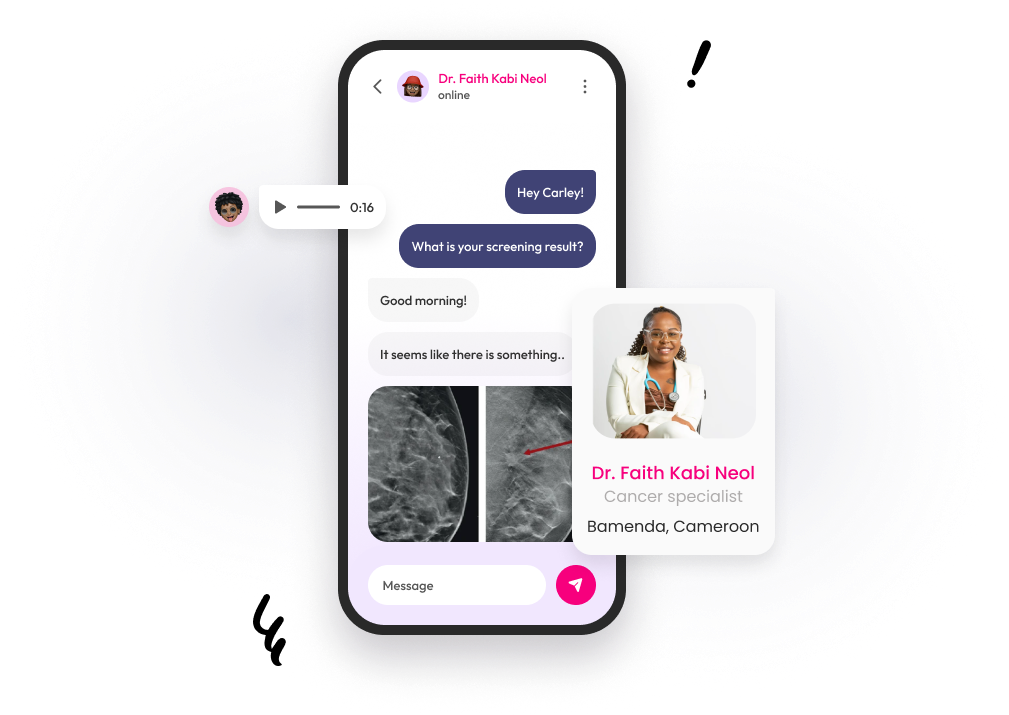 Dr. Faith Kabi Neol
online
Hey Carley!
0:16
What is your screening result?
Good morning!
It seems like there is something..
Dr. Faith Kabi Neol
Cancer specialist
Bamenda, Cameroon
Message